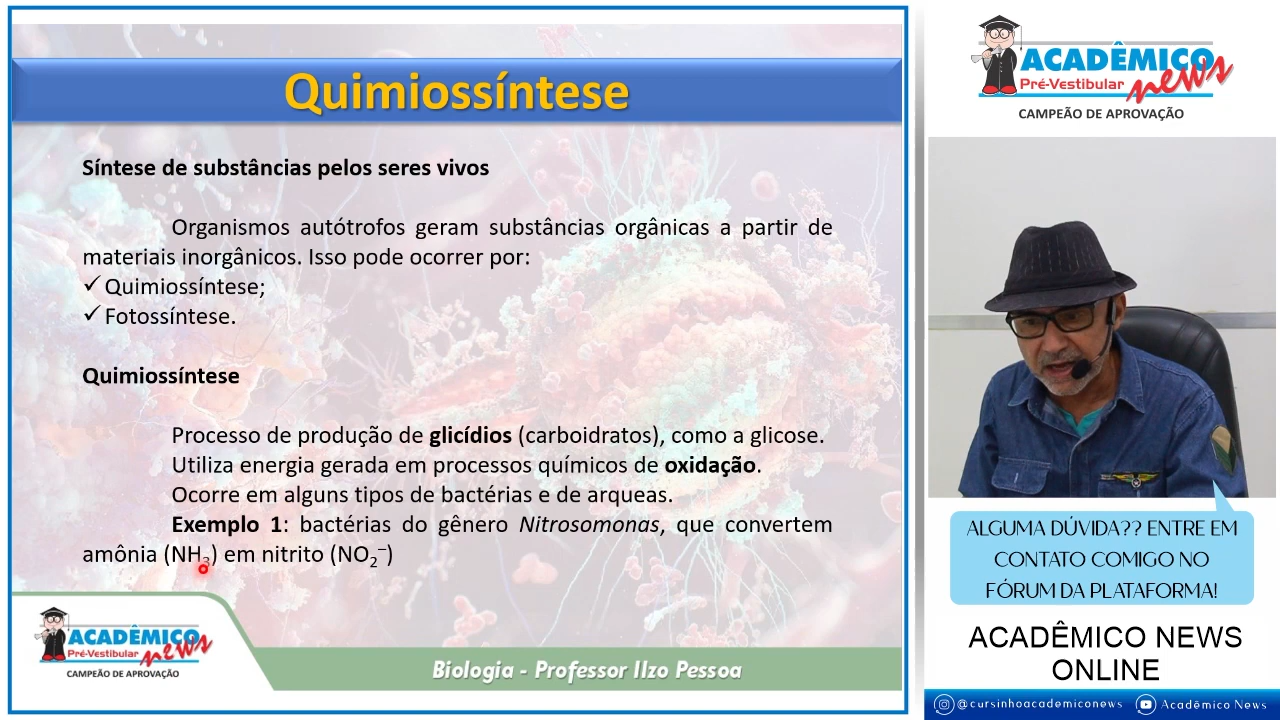 Quimiossíntese
Síntese de substâncias pelos seres vivos
Organismos autótrofos geram substâncias orgânicas a partir de
materiais inorgânicos. Isso pode ocorrer por:
✓ Quimiossíntese;
✓ Fotossíntese.
Quimiossíntese
Processo de produção de glicídios (carboidratos), como a glicose.
Utiliza energia gerada em processos químicos de oxidação.
Ocorre em alguns tipos de bactérias e de arqueas.
Exemplo 1: bactérias do gênero Nitrosomonas, que convertem
amônia (NH₃) em nitrito (NO₂⁻)
ACADÊMICO
Pré-Vestibular news
CAMPEÃO DE APROVAÇÃO
Biologia - Professor Ilzo Pessoa
ACADÊMICO
Pré-Vestibular news
CAMPEÃO DE APROVAÇÃO
ALGUMA DÚVIDA?? ENTRE EM
CONTATO COMIGO NO
FÓRUM DA PLATAFORMA!
ACADÊMICO NEWS
ONLINE
@cursinhoacademiconews Acadêmico News